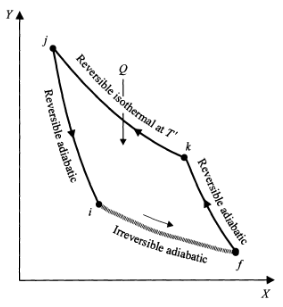 Y
j
Q
Reversible isothermal at T'
k
Reversible adiabatic
Reversible adiabatic
i
Irreversible adiabatic
f
X